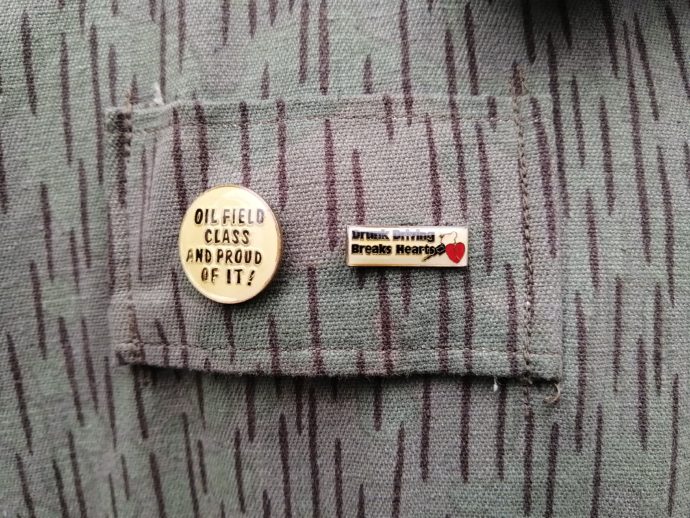 OIL FIELD
CLASS
AND PROUD
OF IT!
Drunk Driving
Breaks Hearts